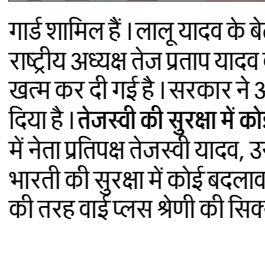 गार्ड शामिल हैं । लालू यादव के बे
राष्ट्रीय अध्यक्ष तेज प्रताप यादव
खत्म कर दी गई है । सरकार ने
दिया है । तेजस्वी की सुरक्षा में को
में नेता प्रतिपक्ष तेजस्वी यादव,
भारती की सुरक्षा में कोई बदलाव
की तरह वाई प्लस श्रेणी की